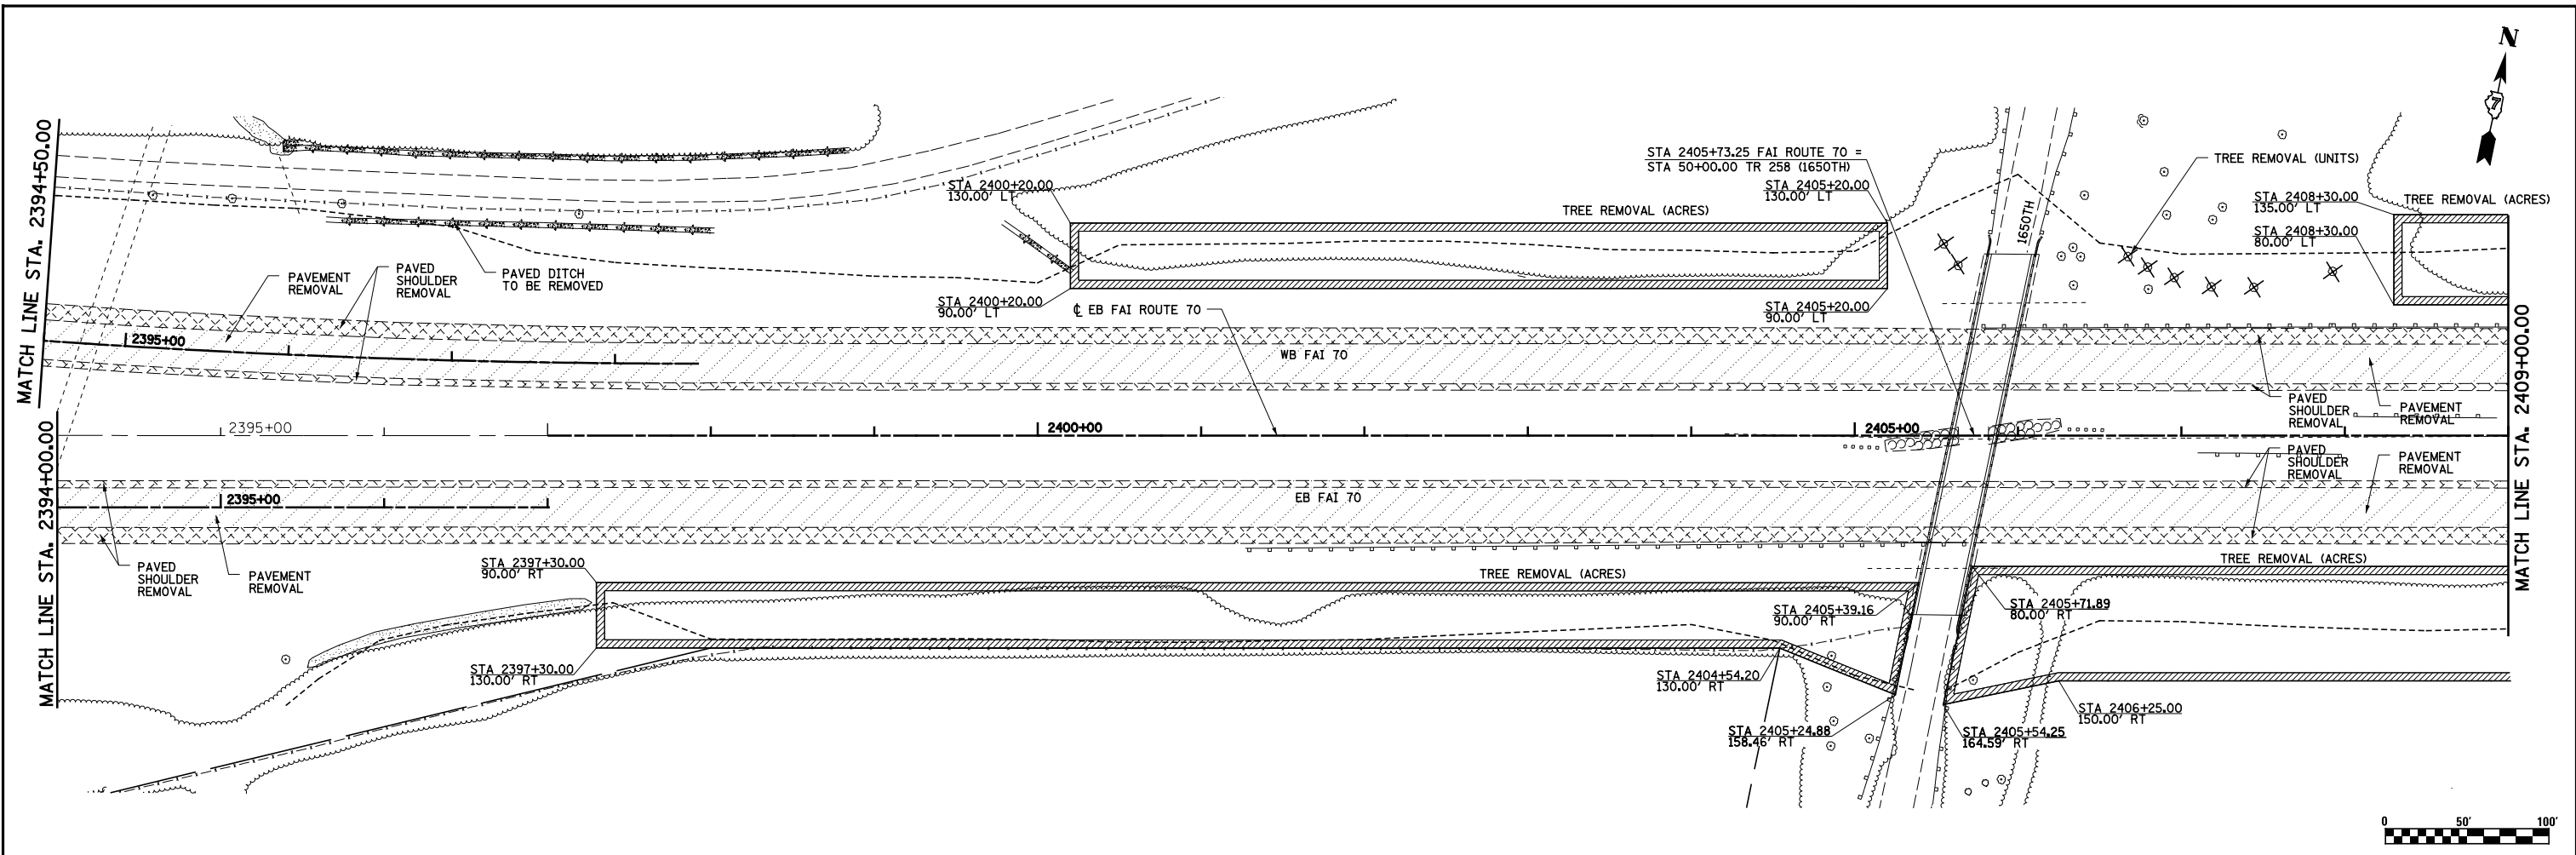 N
7
MATCH LINE STA. 2394+50.00
STA 2405+73.25 FAI ROUTE 70 =
STA 50+00.00 TR 258 (1650TH)
TREE REMOVAL (UNITS)
STA 2400+20.00
130.00' LT
STA 2405+20.00
130.00' LT
STA 2408+30.00
135.00' LT
TREE REMOVAL (ACRES)
TREE REMOVAL (ACRES)
1650TH
STA 2408+30.00
80.00' LT
PAVEMENT
REMOVAL
PAVED
SHOULDER
REMOVAL
PAVED DITCH
TO BE REMOVED
STA 2400+20.00
90.00' LT
℄ EB FAI ROUTE 70
STA 2405+20.00
90.00' LT
2395+00
WB FAI 70
MATCH LINE STA. 2409+00.00
PAVED
SHOULDER
REMOVAL
PAVEMENT
REMOVAL
MATCH LINE STA. 2394+00.00
2395+00
2400+00
2405+00
PAVED
SHOULDER
REMOVAL
PAVEMENT
REMOVAL
2395+00
EB FAI 70
PAVED
SHOULDER
REMOVAL
PAVEMENT
REMOVAL
STA 2397+30.00
90.00' RT
TREE REMOVAL (ACRES)
TREE REMOVAL (ACRES)
STA 2405+39.16
90.00' RT
STA 2405+71.89
80.00' RT
STA 2397+30.00
130.00' RT
STA 2404+54.20
130.00' RT
STA 2406+25.00
150.00' RT
STA 2405+24.88
158.46' RT
STA 2405+54.25
164.59' RT
0 50' 100'